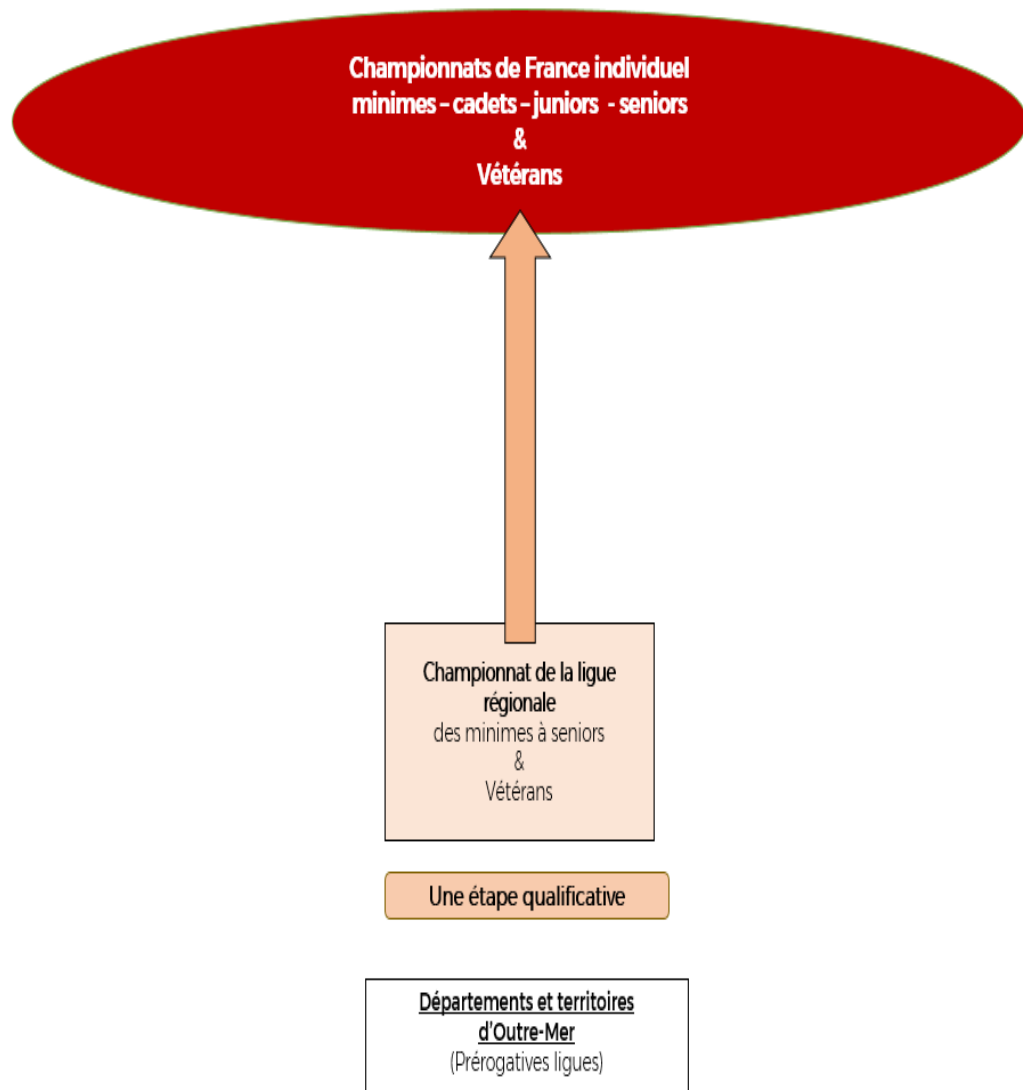 Championnats de France individuel
minimes – cadets – juniors - seniors
&
Vétérans
Championnat de la ligue
régionale
des minimes à seniors
&
Vétérans
Une étape qualificative
Départements et territoires
d'Outre-Mer
(Prérogatives ligues)